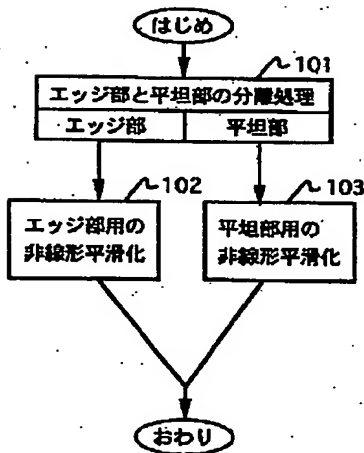 はじめ
101
エッジ部と平坦部の分離処理
エッジ部
平坦部
102
103
エッジ部用の
非線形平滑化
平坦部用の
非線形平滑化
おわり